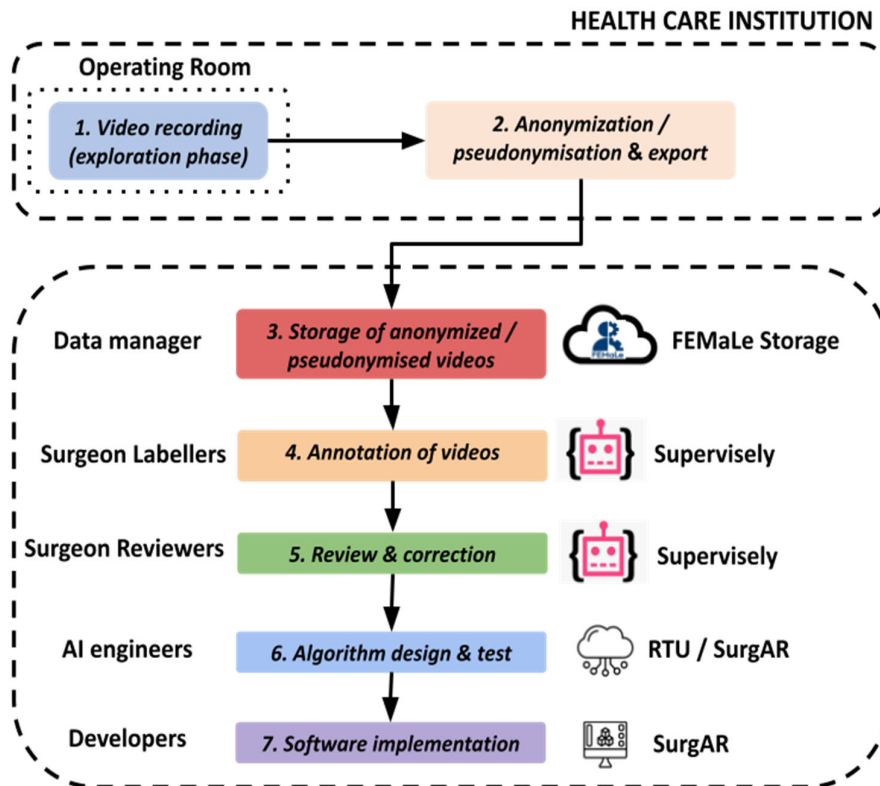 HEALTH CARE INSTITUTION
Operating Room
1. Video recording
(exploration phase)
2. Anonymization /
pseudonymisation & export
Data manager
3. Storage of anonymized /
pseudonymised videos
FEMaLe
FEMaLe Storage
Surgeon Labellers
4. Annotation of videos
Supervisely
Surgeon Reviewers
5. Review & correction
Supervisely
AI engineers
6. Algorithm design & test
RTU / SurgAR
Developers
7. Software implementation
SurgAR